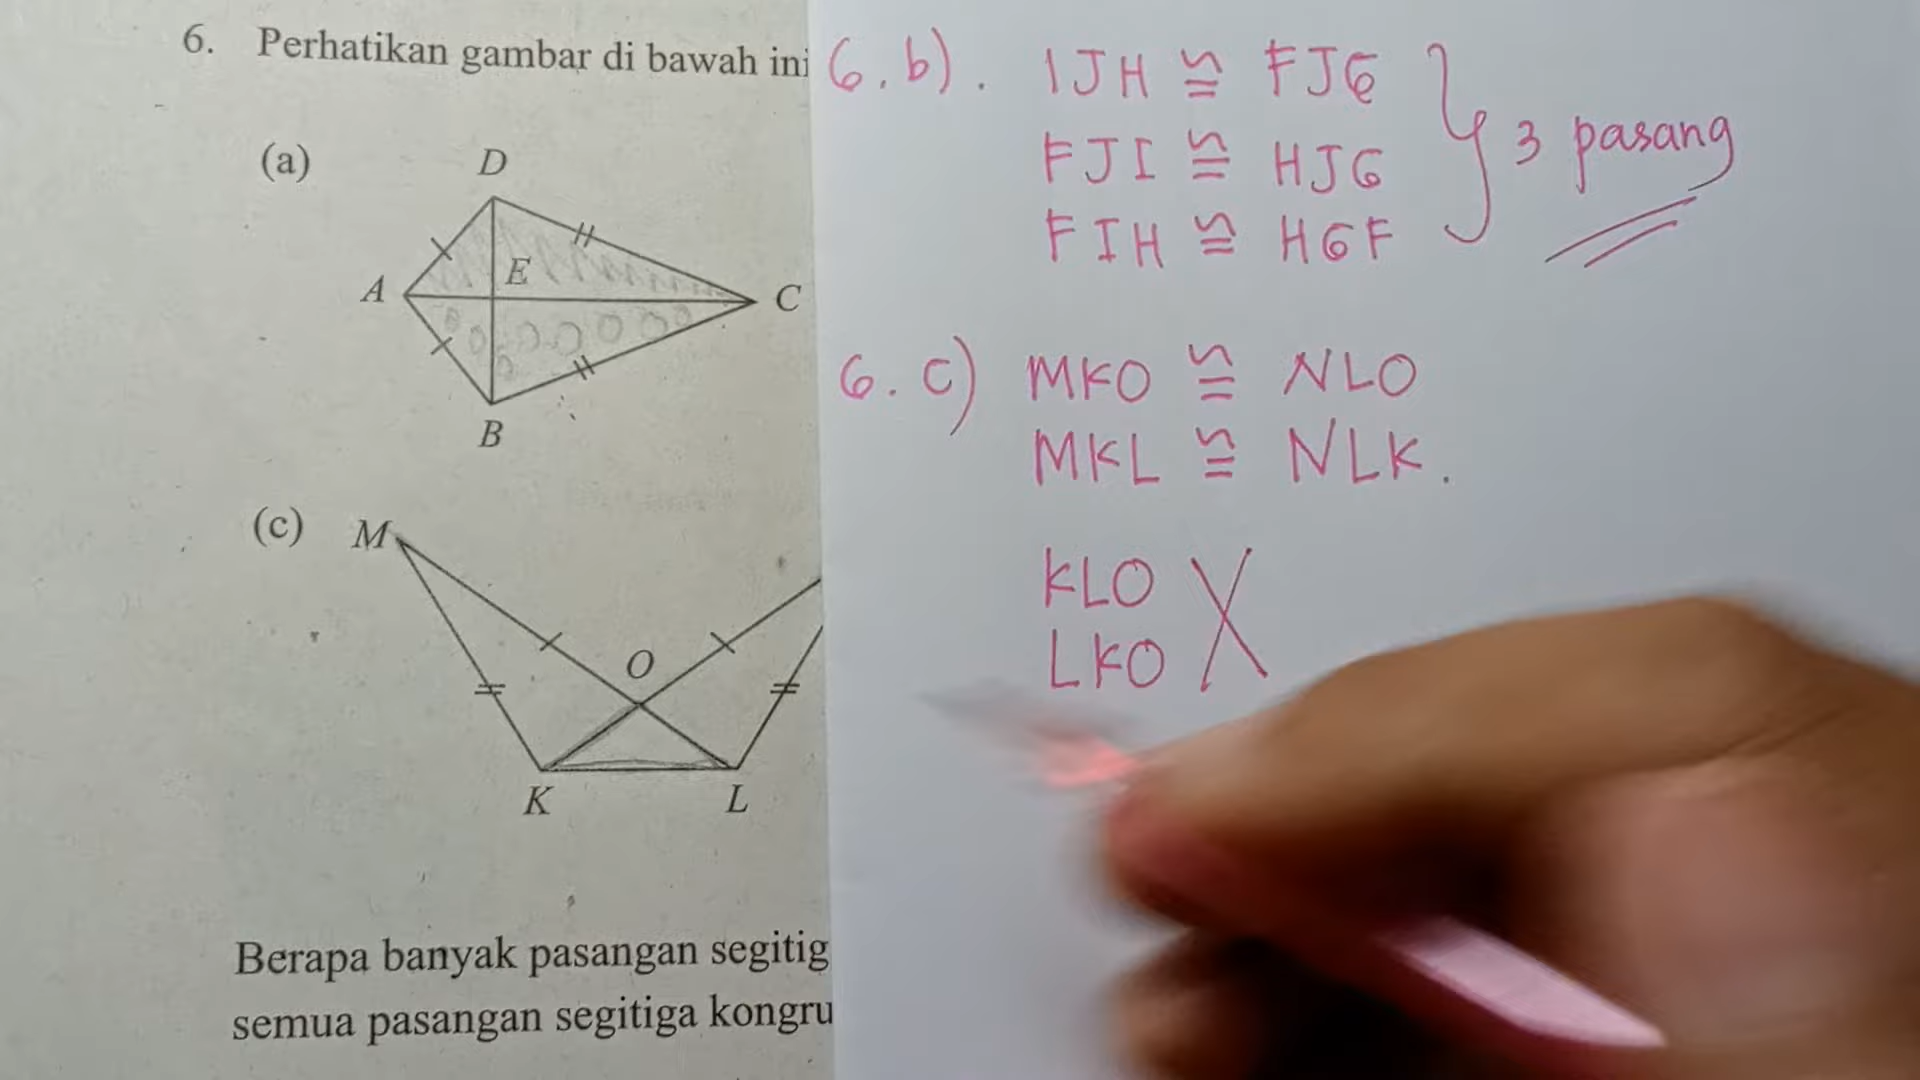 6. Perhatikan gambar di bawah ini
(a)
D
A
E
C
B
(c)
M
O
K
L
Berapa banyak pasangan segitig
semua pasangan segitiga kongru
6.b). IJH ≅ FJG
FJI ≅ HJG
FIH ≅ HGF
3 pasang
6.c) MKO ≅ NLO
MKL ≅ NLK.
KLO
LKO